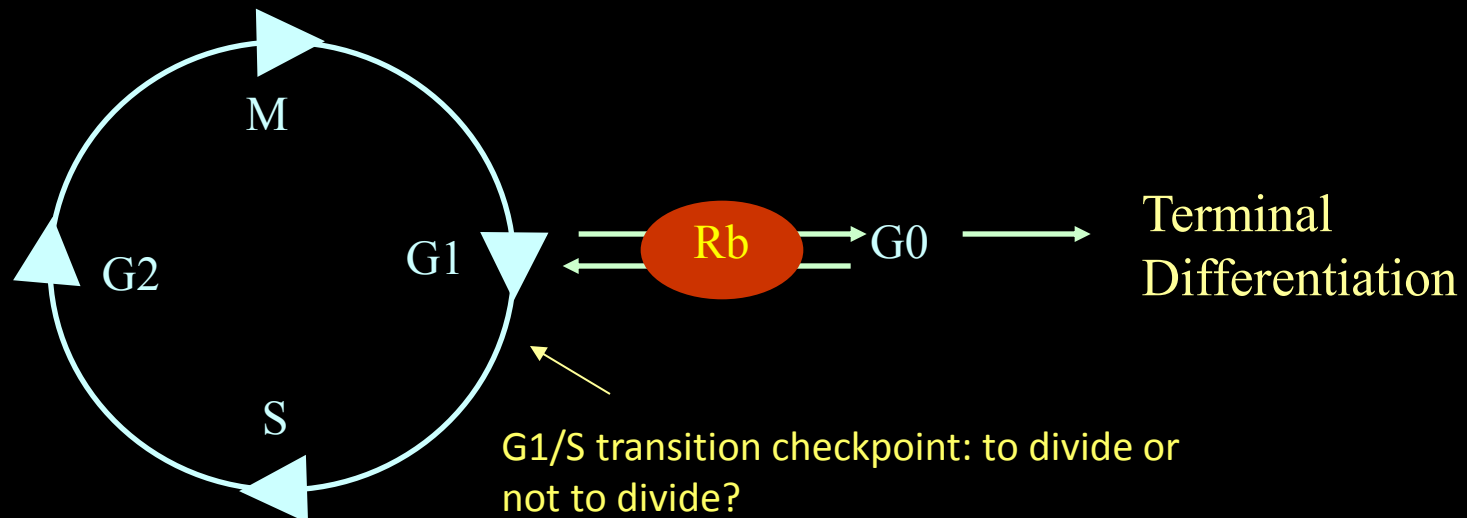 M
G1
G2
S
Rb
G0
Terminal
Differentiation
G1/S transition checkpoint: to divide or
not to divide?